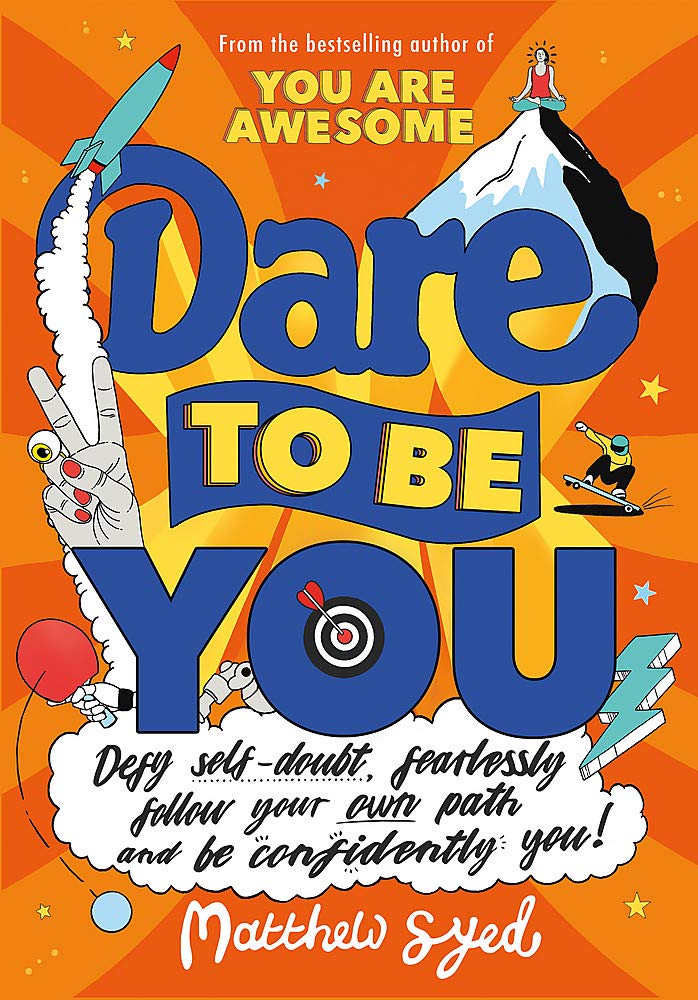 From the bestselling author of
YOU ARE
AWESOME
Dare
TO BE
YOU
Defy self-doubt, fearlessly
follow your own path
and be confidently you!
Matthew Syed